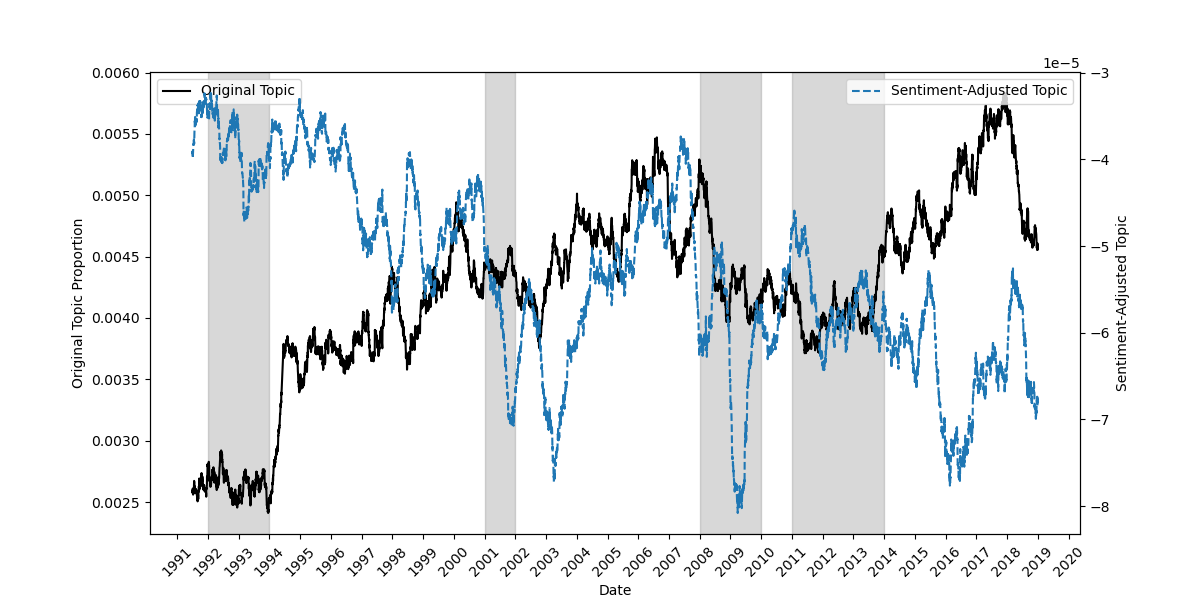 1e−5
Original Topic
Sentiment-Adjusted Topic
0.0060
0.0055
0.0050
0.0045
0.0040
0.0035
0.0030
0.0025
Original Topic Proportion
−3
−4
−5
−6
−7
−8
Sentiment-Adjusted Topic
1991 1992 1993 1994 1995 1996 1997 1998 1999 2000 2001 2002 2003 2004 2005 2006 2007 2008 2009 2010 2011 2012 2013 2014 2015 2016 2017 2018 2019 2020
Date